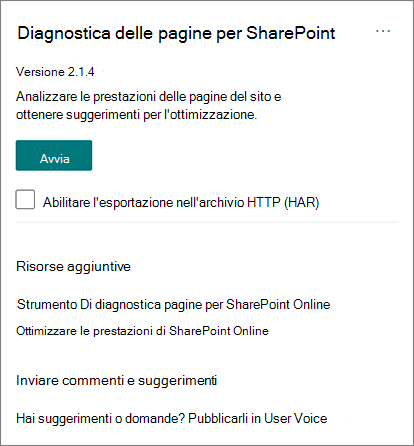 Diagnostica delle pagine per SharePoint
Versione 2.1.4
Analizzare le prestazioni delle pagine del sito e
ottenere suggerimenti per l'ottimizzazione.
Avvia
Abilitare l'esportazione nell'archivio HTTP (HAR)
Risorse aggiuntive
Strumento Di diagnostica pagine per SharePoint Online
Ottimizzare le prestazioni di SharePoint Online
Inviare commenti e suggerimenti
Hai suggerimenti o domande? Pubblicarli in User Voice